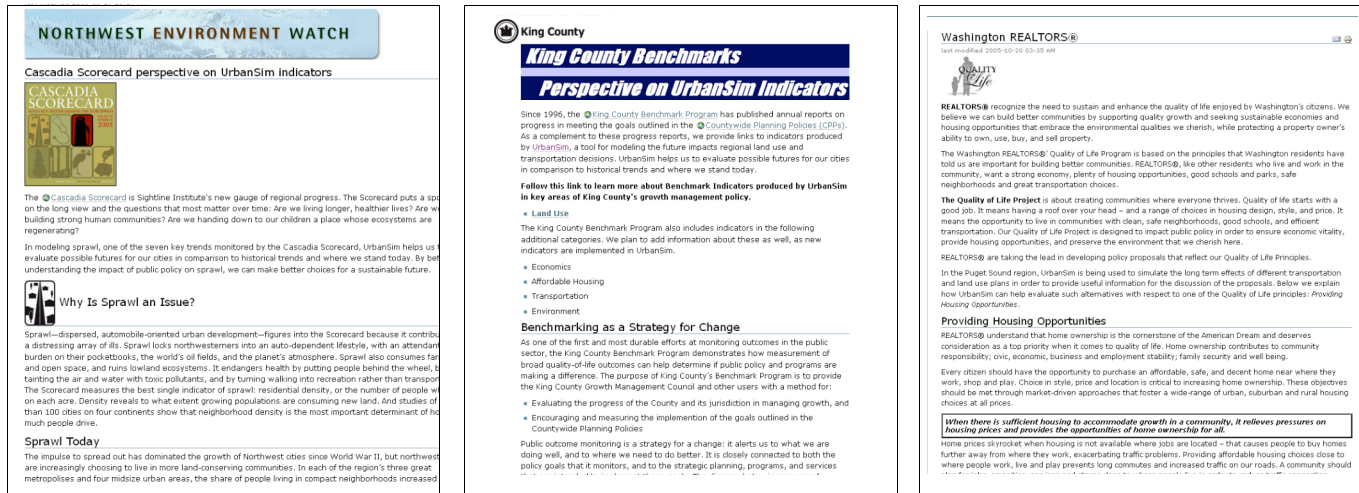 NORTHWEST ENVIRONMENT WATCH
Cascadia Scorecard perspective on UrbanSim indicators
CASCADIA
SCORECARD
2005
The Cascadia Scorecard is Sightline Institute's new gauge of regional progress. The Scorecard puts a
on the long view and the questions that matter most over time: Are we living longer, healthier lives? Are
building strong human communities? Are we handing down to our children a place whose ecosystems are
regenerating?
In modeling sprawl, one of the seven key trends monitored by the Cascadia Scorecard, UrbanSim helps us
evaluate possible futures for our cities in comparison to historical trends and where we stand today. By
understanding the impact of public policy on sprawl, we can make better choices for a sustainable future.
Why Is Sprawl an Issue?
Sprawl—dispersed, automobile-oriented urban development—figures into the Scorecard because it
a distressing array of ills. Sprawl locks northwesterners into an auto-dependent lifestyle, with an attendant
burden on their pocketbooks, the world's oil fields, and the planet's atmosphere. Sprawl also consumes
and open space, and ruins lowland ecosystems. It endangers health by putting people behind the wheel,
tainting the air and water with toxic pollutants, and by turning walking into recreation rather than
The Scorecard measures the best single indicator of sprawl: residential density, or the number of people
on each acre. Density reveals to what extent growing populations are consuming new land. And studies of
than 100 cities on four continents show that neighborhood density is the most important determinant of
much people drive.
Sprawl Today
The impulse to spread out has dominated the growth of Northwest cities since World War II, but
are increasingly choosing to live in more land-conserving communities. In each of the region's three great
metropolises and four midsize urban areas, the share of people living in compact neighborhoods increased
King County
King County Benchmarks
Perspective on UrbanSim Indicators
Since 1996, the King County Benchmark Program has published annual reports on
progress in meeting the goals outlined in the Countywide Planning Policies (CPPs).
As a complement to these progress reports, we provide links to indicators produced
by UrbanSim, a tool for modeling the future impacts regional land use and
transportation decisions. UrbanSim helps us to evaluate possible futures for our cities
in comparison to historical trends and where we stand today.
Follow this link to learn more about Benchmark Indicators produced by UrbanSim
in key areas of King County's growth management policy.
Land Use
The King County Benchmark Program also includes indicators in the following
additional categories. We plan to add information about these as well, as new
indicators are implemented in UrbanSim.
Economics
Affordable Housing
Transportation
Environment
Benchmarking as a Strategy for Change
As one of the first and most durable efforts at monitoring outcomes in the public
sector, the King County Benchmark Program demonstrates how measurement of
broad quality-of-life outcomes can help determine if public policy and programs are
making a difference. The purpose of King County's Benchmark Program is to provide
the King County Growth Management Council and other users with a method for:
Evaluating the progress of the County and its jurisdiction in managing growth, and
Encouraging and measuring the implemention of the goals outlined in the
Countywide Planning Policies
Public outcome monitoring is a strategy for a change: it alerts us to what we are
doing well, and to where we need to do better. It is closely connected to both the
policy goals that it monitors, and to the strategic planning, programs, and services
Washington REALTORS®
last modified 2005-10-20 03:35 AM
QUALITY
of Life
REALTORS® recognize the need to sustain and enhance the quality of life enjoyed by Washington's citizens. We
believe we can build better communities by supporting quality growth and seeking sustainable economies and
housing opportunities that embrace the environmental qualities we cherish, while protecting a property owner's
ability to own, use, buy, and sell property.
The Washington REALTORS®' Quality of Life Program is based on the principles that Washington residents have
told us are important for building better communities. REALTORS®, like other residents who live and work in the
community, want a strong economy, plenty of housing opportunities, good schools and parks, safe
neighborhoods and great transportation choices.
The Quality of Life Project is about creating communities where everyone thrives. Quality of life starts with a
good job. It means having a roof over your head – and a range of choices in housing design, style, and price. It
means the opportunity to live in communities with clean, safe neighborhoods, good schools, and efficient
transportation. Our Quality of Life Project is designed to impact public policy in order to ensure economic vitality,
provide housing opportunities, and preserve the environment that we cherish here.
REALTORS® are taking the lead in developing policy proposals that reflect our Quality of Life Principles.
In the Puget Sound region, UrbanSim is being used to simulate the long term effects of different transportation
and land use plans in order to provide useful information for the discussion of the proposals. Below we explain
how UrbanSim can help evaluate such alternatives with respect to one of the Quality of Life principles: Providing
Housing Opportunities.
Providing Housing Opportunities
REALTORS® understand that home ownership is the cornerstone of the American Dream and deserves
consideration as a top priority when it comes to quality of life. Home ownership contributes to community
responsibility; civic, economic, business and employment stability; family security and well being.
Every citizen should have the opportunity to purchase an affordable, safe, and decent home near where they
work, shop and play. Choice in style, price and location is critical to increasing home ownership. These objectives
should be met through market-driven approaches that foster a wide-range of urban, suburban and rural housing
choices at all prices.
When there is sufficient housing to accommodate growth in a community, it relieves pressures on
housing prices and provides the opportunities of home ownership for all.
Home prices skyrocket when housing is not available where jobs are located – that causes people to buy homes
further away from where they work, exacerbating traffic problems. Providing affordable housing choices close to
where people work, live and play prevents long commutes and increased traffic on our roads. A community should